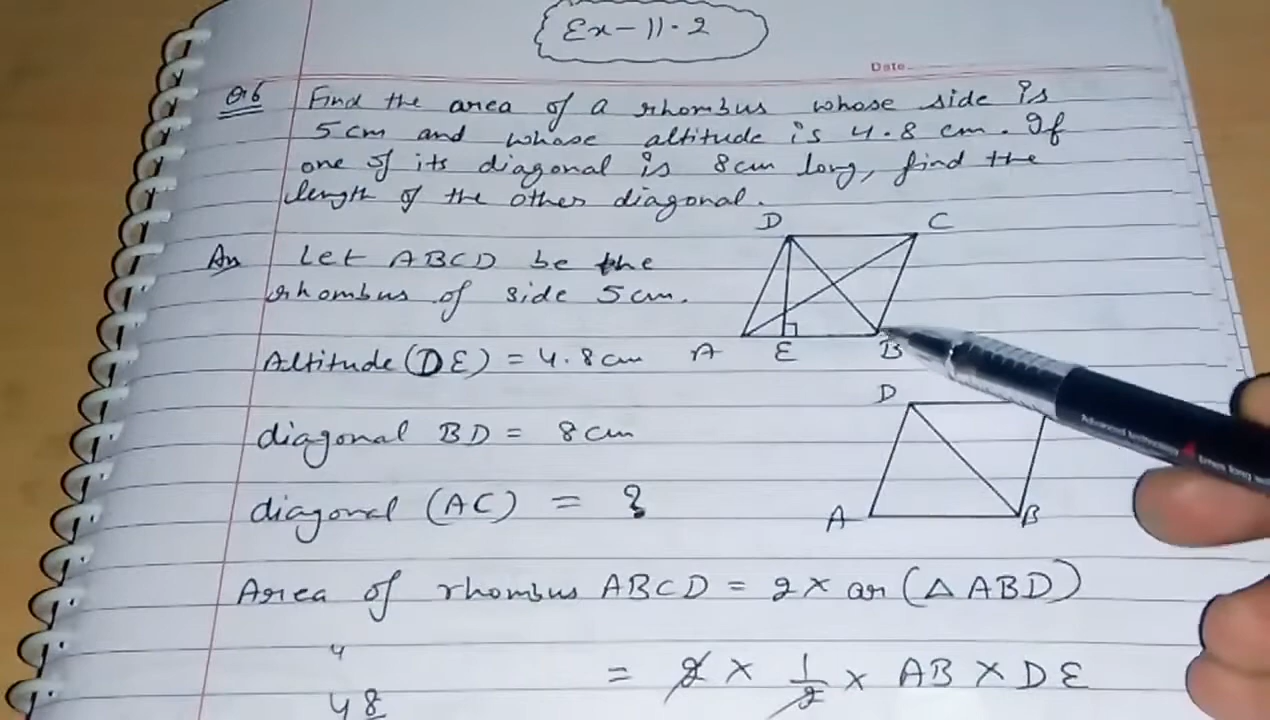 Ex-11.2
Date
Q6 Find the area of a rhombus whose side is
5 cm and whose altitude is 4.8 cm. If
one of its diagonal is 8cm long, find the
length of the other diagonal.
D C
An Let ABCD be the
rhombus of side 5cm.
A E B
Altitude (DE) = 4.8cm
D
diagonal BD = 8cm
diagonal (AC) = ?
A B
Area of rhombus ABCD = 2 x ar (△ ABD)
4
= 2 x 1/2 x AB x DE
48